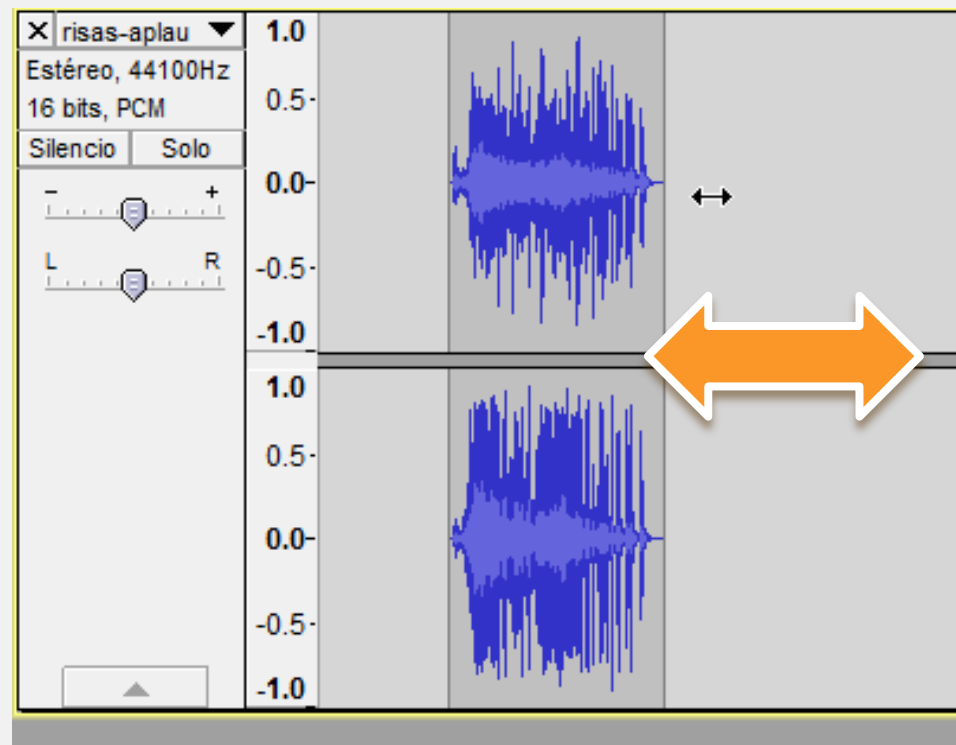 X risas-aplau
Estéreo, 44100Hz
16 bits, PCM
Silencio Solo
- +
L R
1.0
0.5-
0.0-
-0.5-
-1.0
1.0
0.5-
0.0-
-0.5-
-1.0